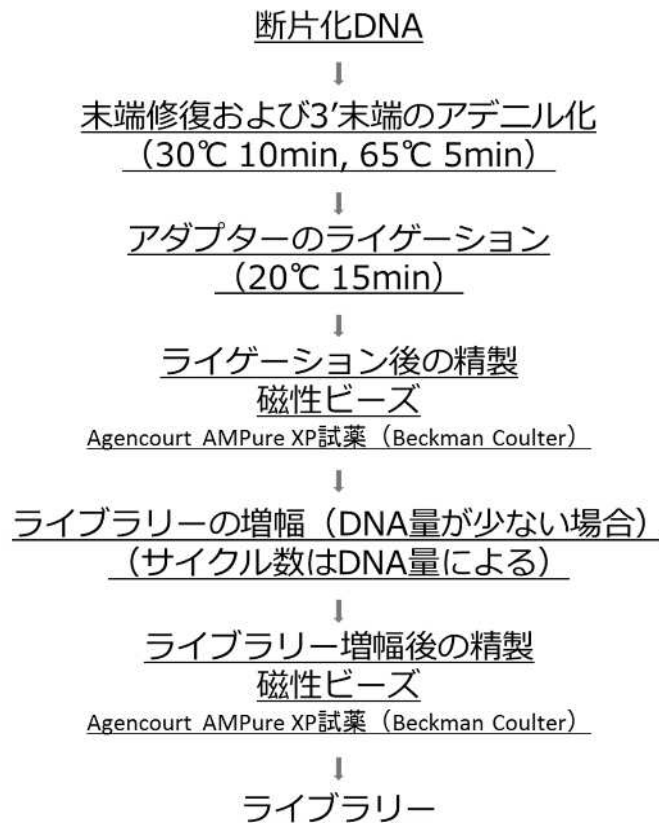 断片化DNA
末端修復および3'末端のアデニル化
（30℃ 10min, 65℃ 5min）
アダプターのライゲーション
（20℃ 15min）
ライゲーション後の精製
磁性ビーズ
Agencourt AMPure XP試薬（Beckman Coulter）
ライブラリーの増幅（DNA量が少ない場合）
（サイクル数はDNA量による）
ライブラリー増幅後の精製
磁性ビーズ
Agencourt AMPure XP試薬（Beckman Coulter）
ライブラリー